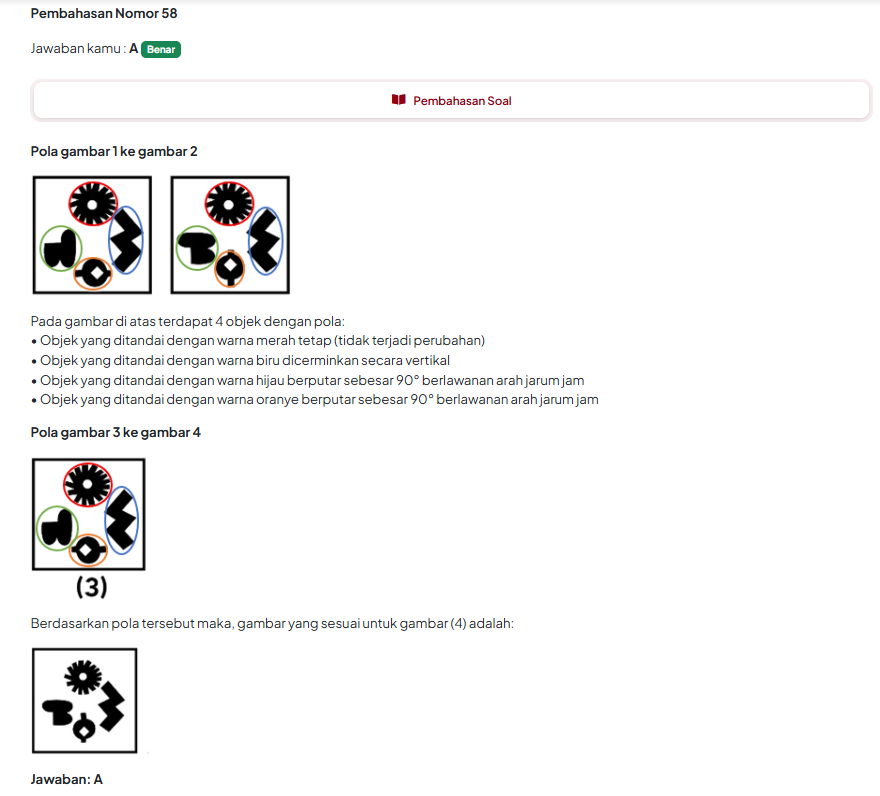 Pembahasan Nomor 58
Jawaban kamu : A Benar
Pembahasan Soal
Pola gambar 1 ke gambar 2
Pada gambar di atas terdapat 4 objek dengan pola:
• Objek yang ditandai dengan warna merah tetap (tidak terjadi perubahan)
• Objek yang ditandai dengan warna biru dicerminkan secara vertikal
• Objek yang ditandai dengan warna hijau berputar sebesar 90° berlawanan arah jarum jam
• Objek yang ditandai dengan warna oranye berputar sebesar 90° berlawanan arah jarum jam
Pola gambar 3 ke gambar 4
(3)
Berdasarkan pola tersebut maka, gambar yang sesuai untuk gambar (4) adalah:
Jawaban: A